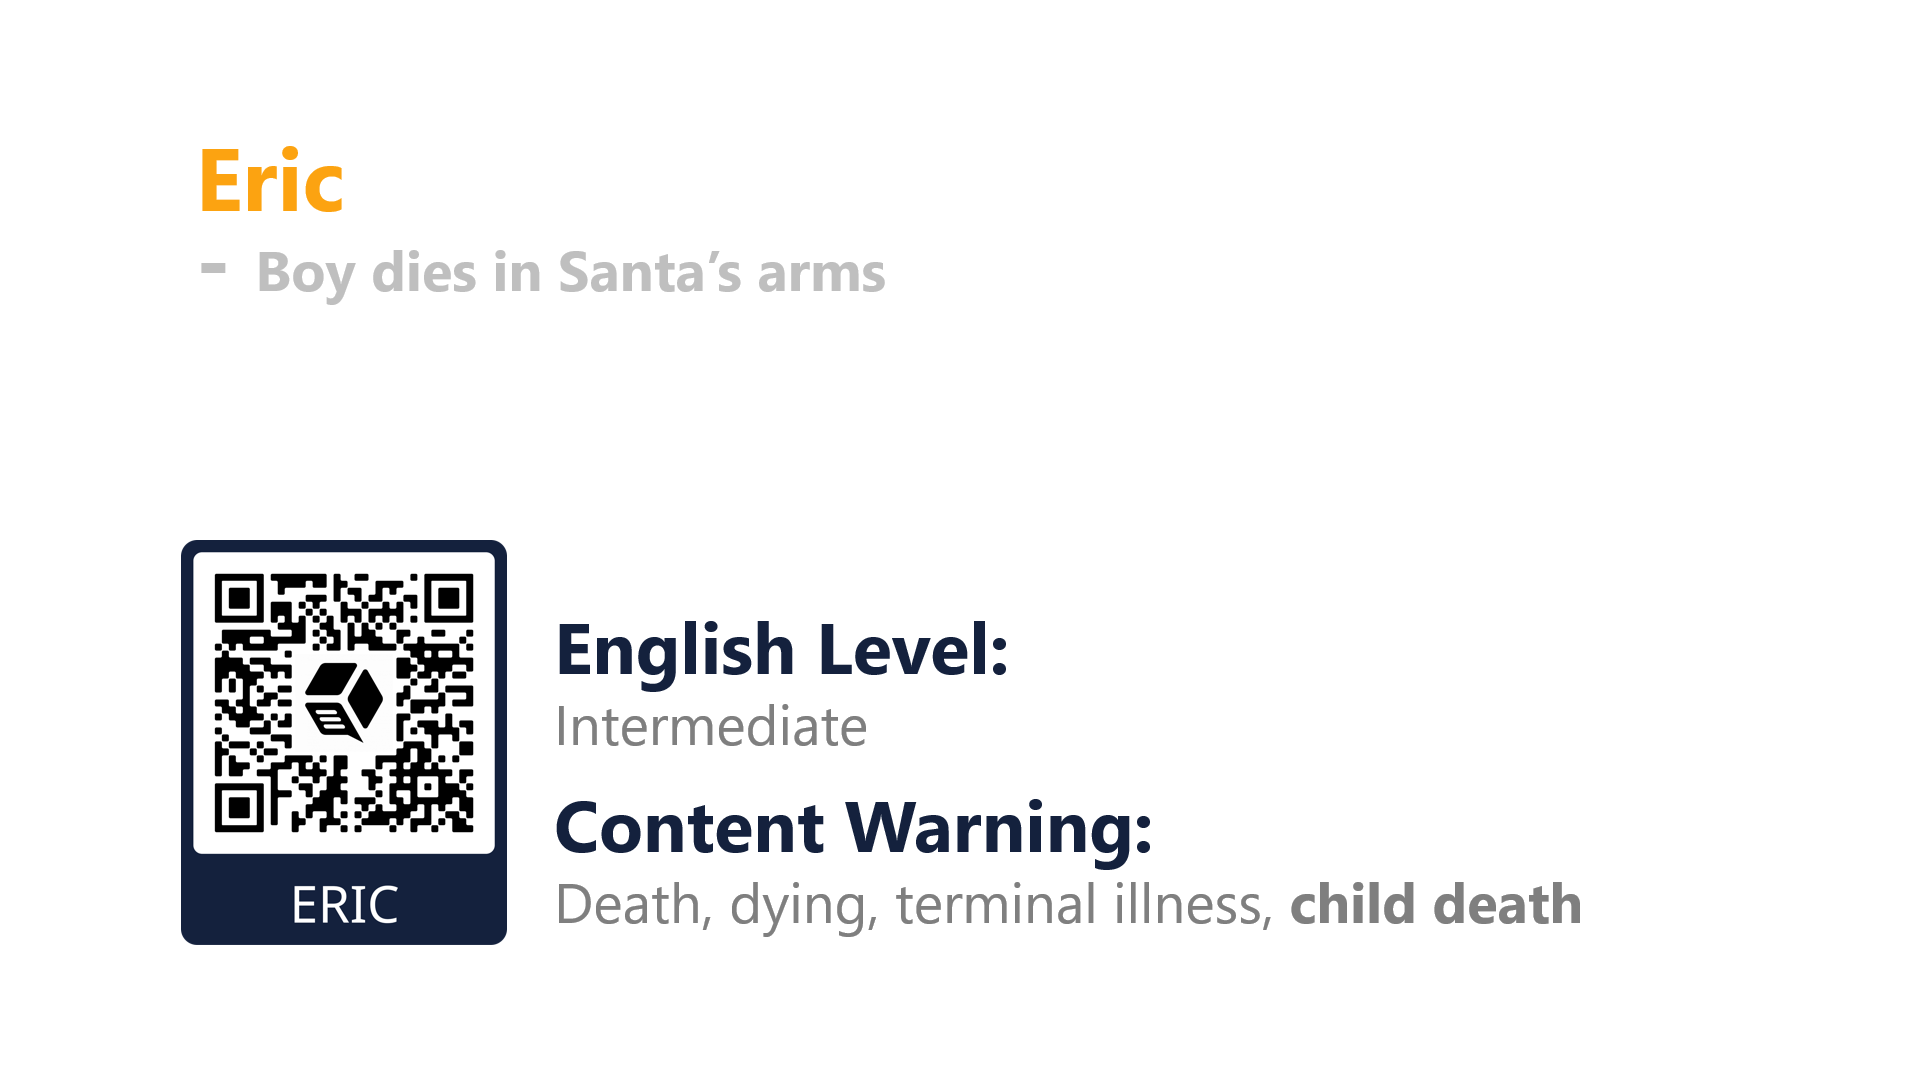 Eric
- Boy dies in Santa’s arms
English Level:
Intermediate
Content Warning:
Death, dying, terminal illness, child death
ERIC